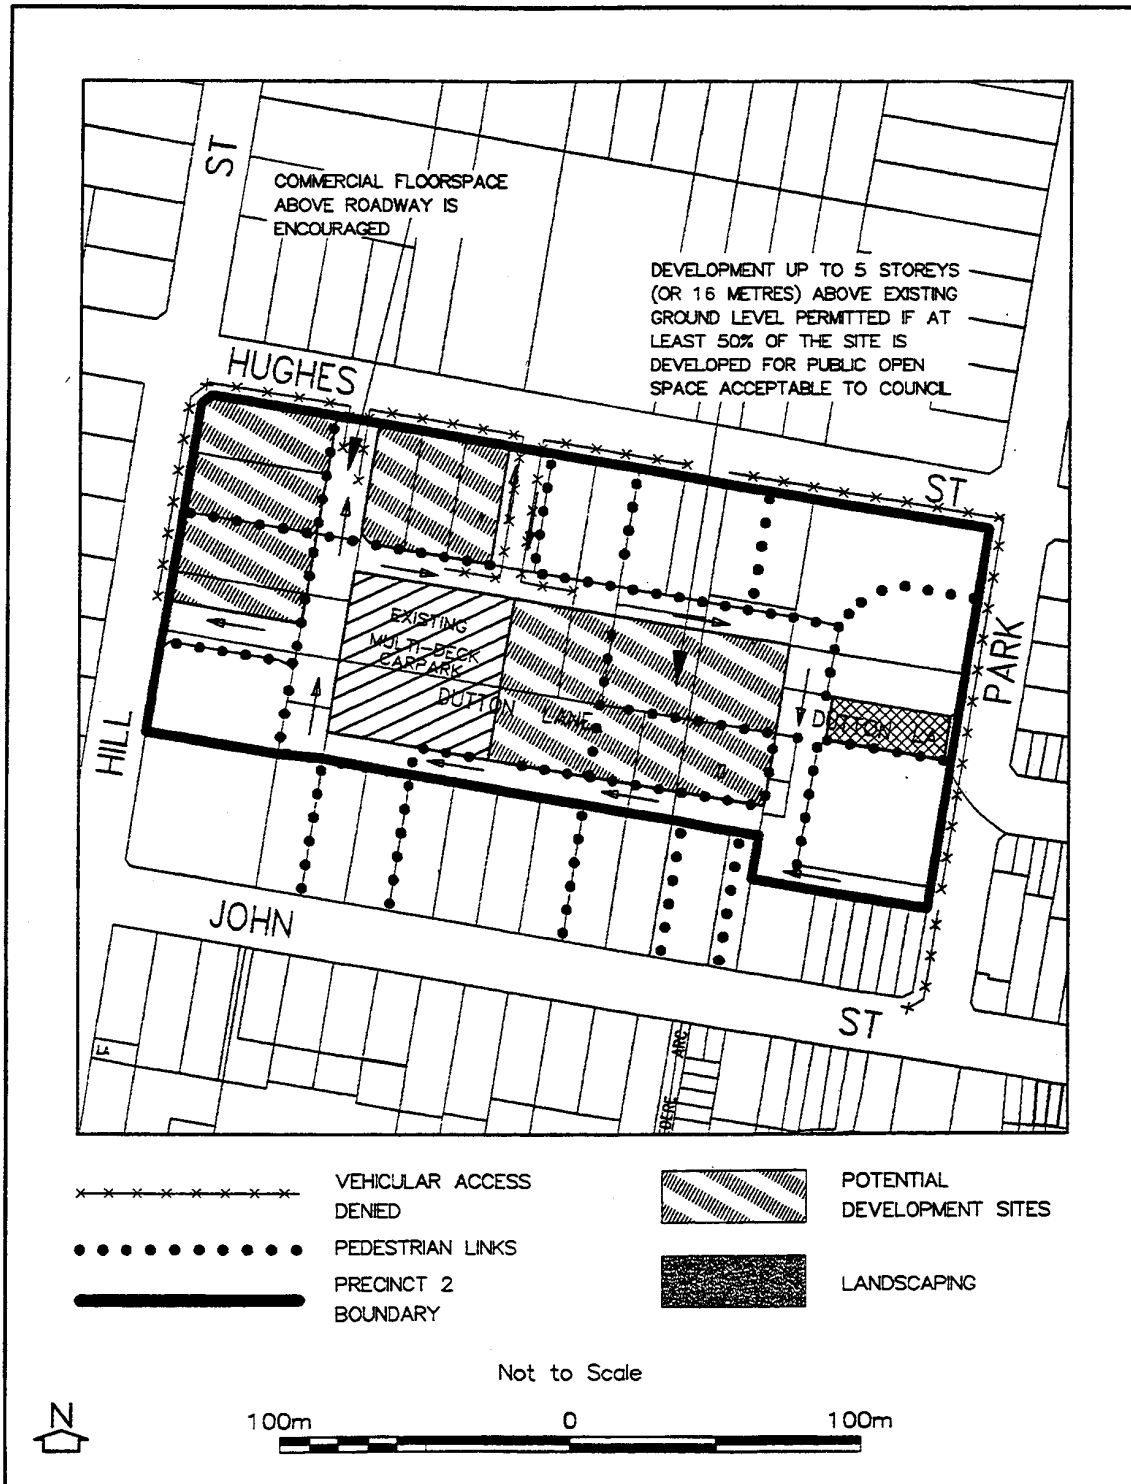 ST
COMMERCIAL FLOORSPACE
ABOVE ROADWAY IS
ENCOURAGED
DEVELOPMENT UP TO 5 STOREYS
(OR 16 METRES) ABOVE EXISTING
GROUND LEVEL PERMITTED IF AT
LEAST 50% OF THE SITE IS
DEVELOPED FOR PUBLIC OPEN
SPACE ACCEPTABLE TO COUNCIL
HUGHES
ST
EXISTING
MULTI-DECK
CARPARK
DUTTON LANE
DUTTON LA
PARK
HILL
JOHN
ST
LA
ARC
DERE
VEHICULAR ACCESS
DENIED
PEDESTRIAN LINKS
PRECINCT 2
BOUNDARY
POTENTIAL
DEVELOPMENT SITES
LANDSCAPING
Not to Scale
N
100m 0 100m